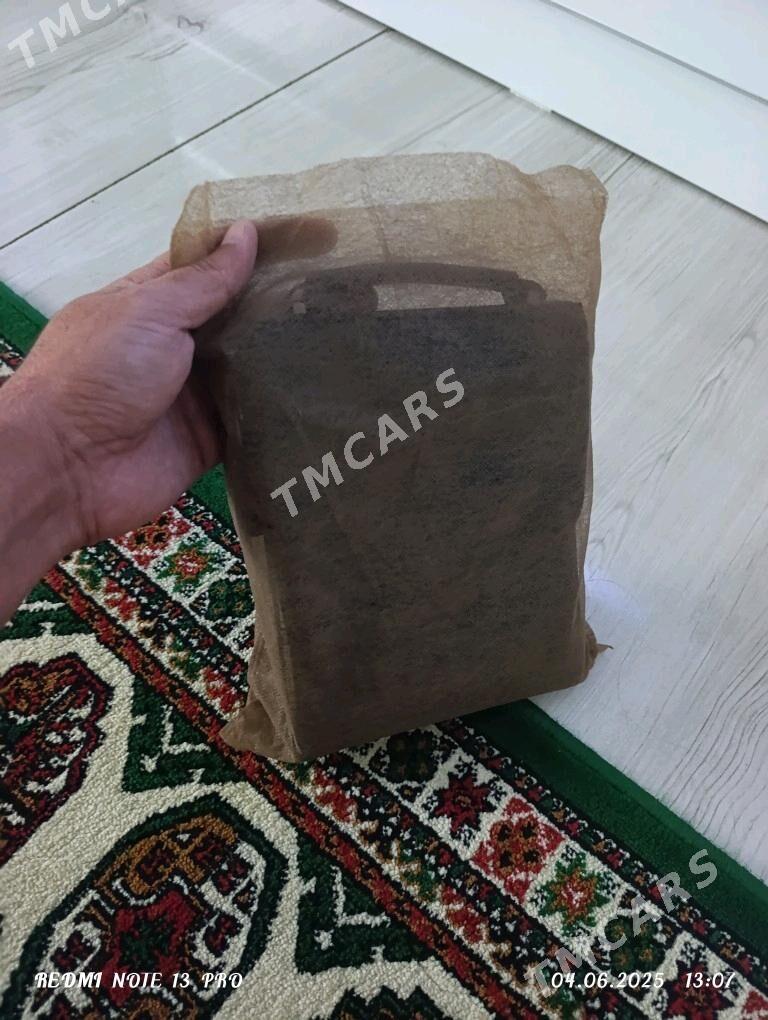 TMCARS
TMCARS
TMCARS
REDMI NOTE 13 PRO
04.06.2025 13:07